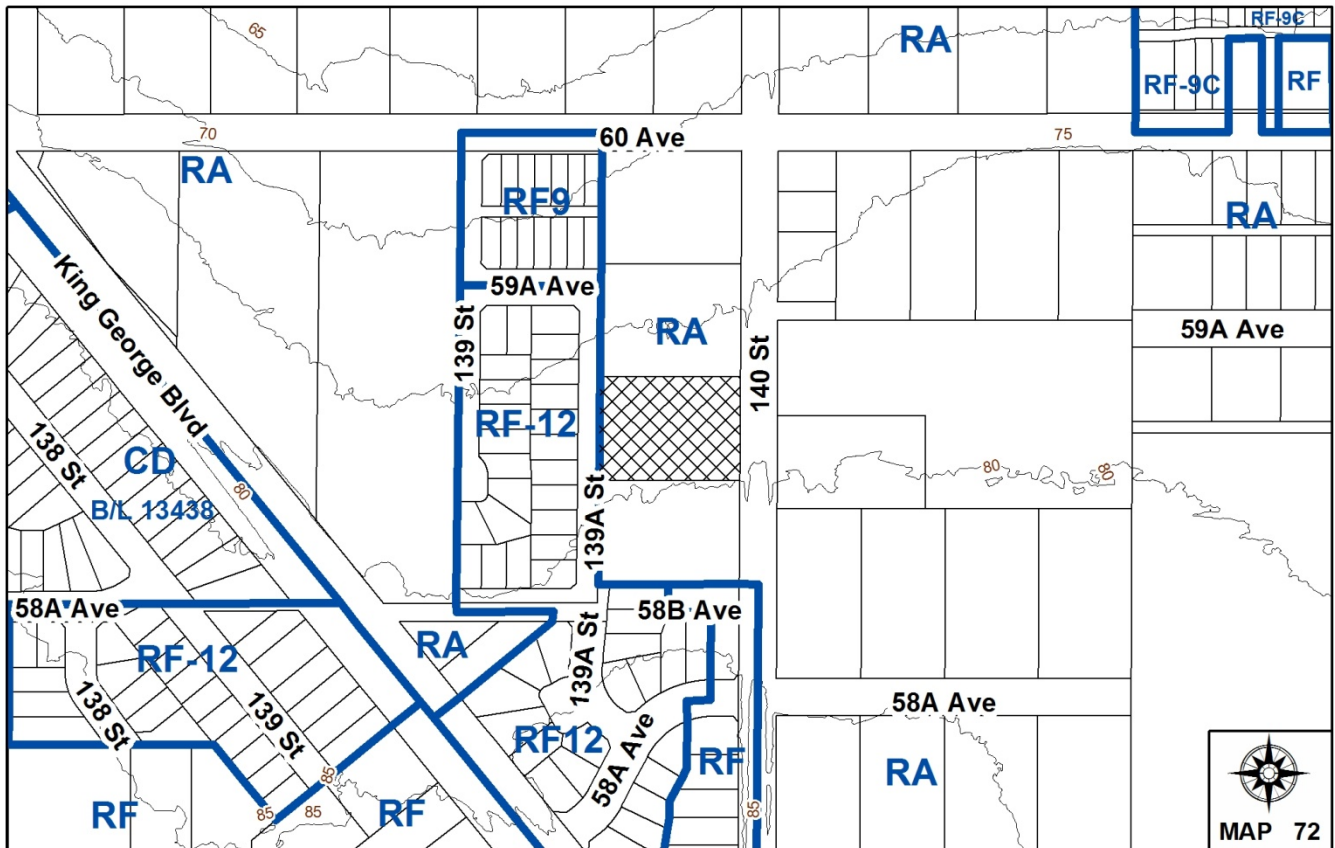 RF-9C
65
RA
RF-9C
RF
70
60 Ave
75
RA
RF9
RA
59A Ave
King George Blvd
139 St
RA
59A Ave
140 St
RF-12
138 St
CD
80
80
80
B/L 13438
139A St
58A Ave
58B Ave
RA
RF-12
139A St
138 St
139 St
58A Ave
RF12
58A Ave
RF
RA
85
85
85
85
RF
RF
MAP 72